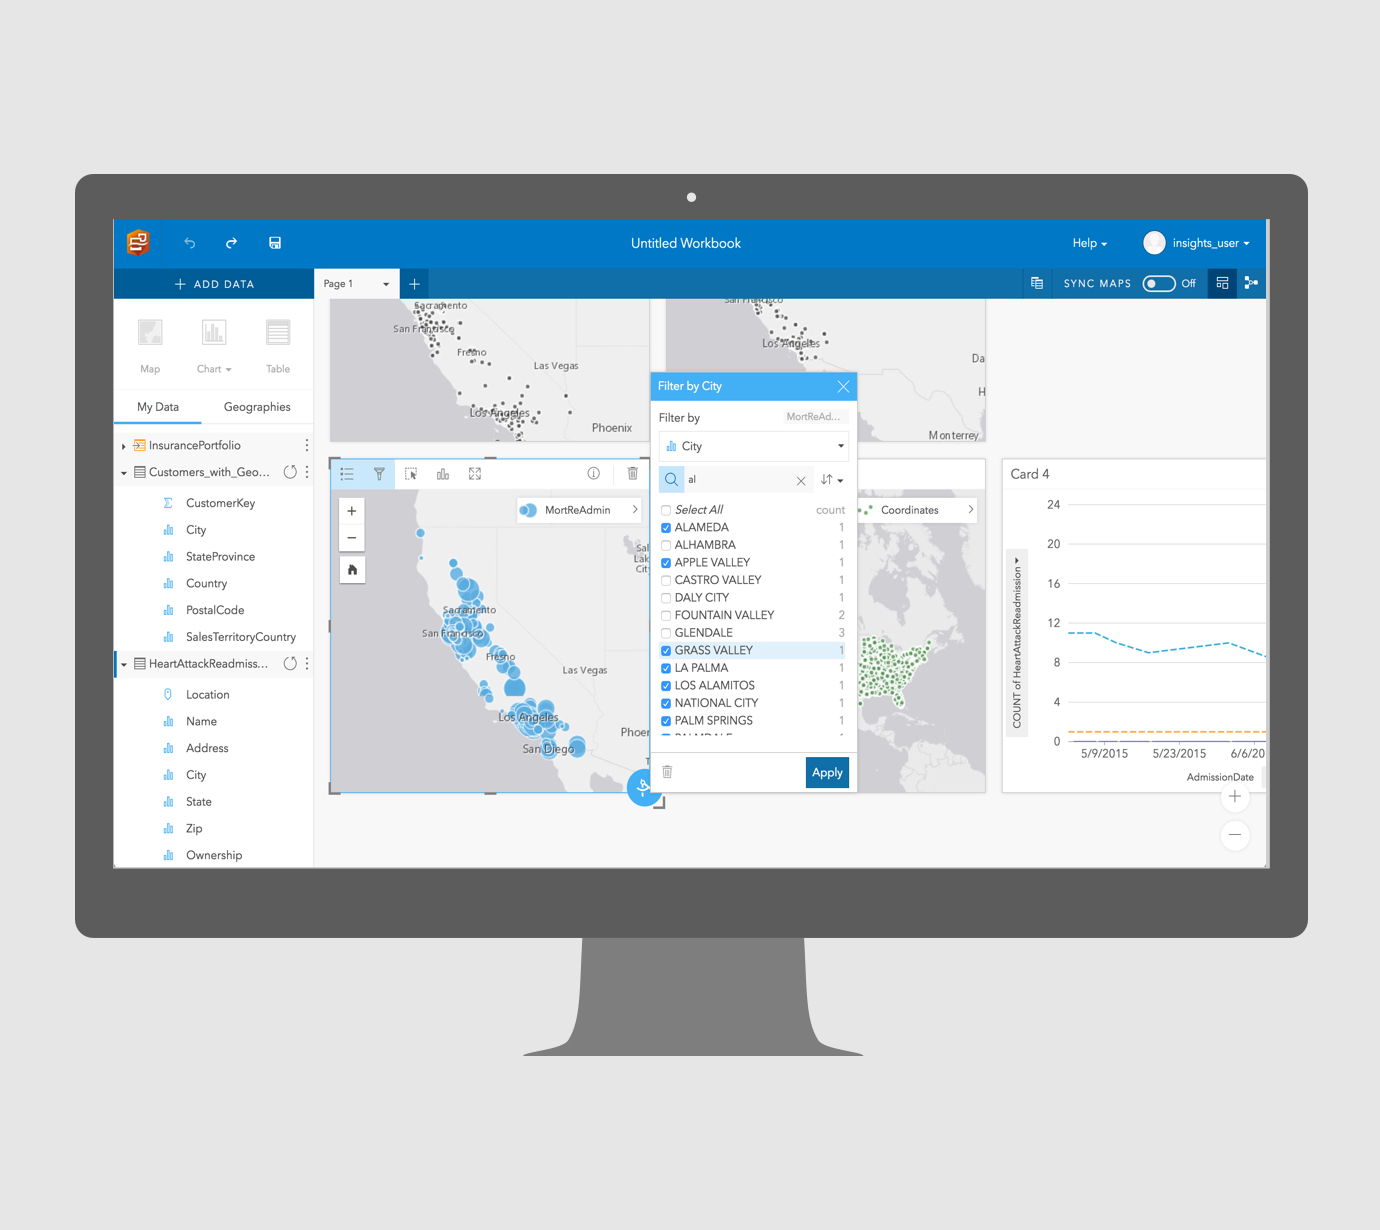 Untitled Workbook
Help
insights_user
ADD DATA
Page 1
SYNC MAPS
Off
Map
Chart
Table
My Data
Geographies
InsurancePortfolio
Customers_with_Geo...
CustomerKey
City
StateProvince
Country
PostalCode
SalesTerritoryCountry
HeartAttackReadmiss...
Location
Name
Address
City
State
Zip
Ownership
Sacramento
San Francisco
Fresno
Las Vegas
Los Angeles
Phoenix
San Francisco
Los Angeles
Da
H
Monterrey
MortReAdmin
Sal
Lak
City
Sacramento
San Francisco
Fresno
Las Vegas
Los Angeles
Phoer
San Diego
T
Filter by City
Filter by
MortReAd...
City
al
Select All
count
ALAMEDA 1
ALHAMBRA 1
APPLE VALLEY 1
CASTRO VALLEY 1
DALY CITY 1
FOUNTAIN VALLEY 2
GLENDALE 3
GRASS VALLEY 1
LA PALMA 1
LOS ALAMITOS 1
NATIONAL CITY 1
PALM SPRINGS 1
Apply
Coordinates
Card 4
24
20
16
12
8
4
0
COUNT of HeartAttackReadmission
5/9/2015
5/23/2015
6/6/20
AdmissionDate